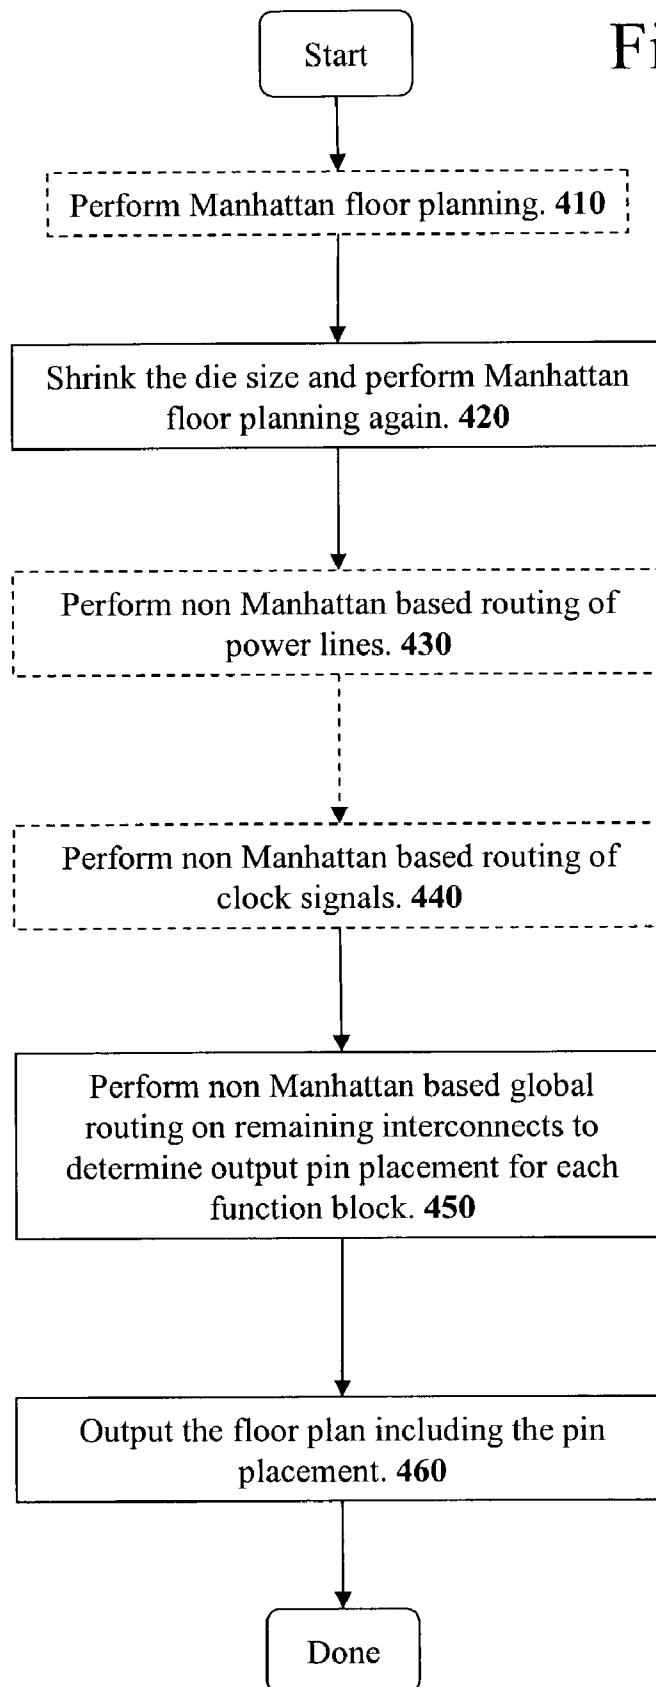 Start
Fi
Perform Manhattan floor planning. 410
Shrink the die size and perform Manhattan
floor planning again. 420
Perform non Manhattan based routing of
power lines. 430
Perform non Manhattan based routing of
clock signals. 440
Perform non Manhattan based global
routing on remaining interconnects to
determine output pin placement for each
function block. 450
Output the floor plan including the pin
placement. 460
Done